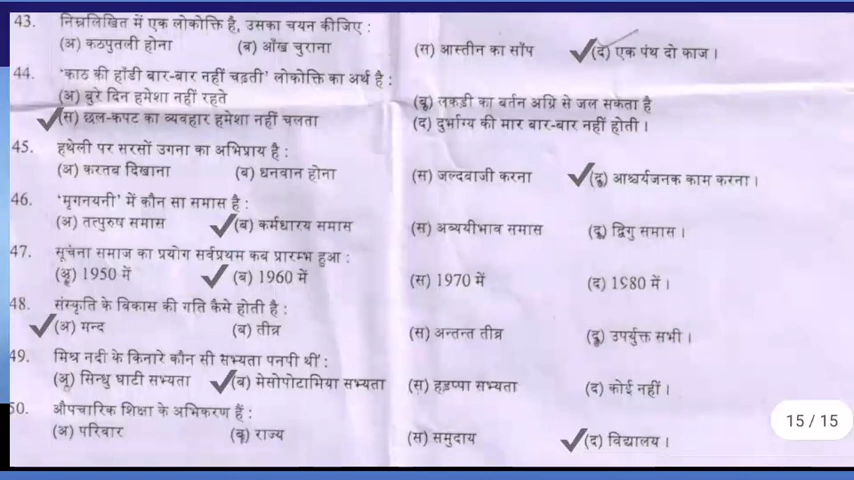 43. निम्नलिखित में एक लोकोक्ति है, उसका चयन कीजिए :
(अ) कठपुतली होना (ब) आँख चुराना (स) आस्तीन का साँप (द) एक पंथ दो काज।
44. 'काठ की हाँडी बार-बार नहीं चढ़ती' लोकोक्ति का अर्थ है :
(अ) बुरे दिन हमेशा नहीं रहते (ब) लकड़ी का बर्तन अग्नि से जल सकता है
(स) छल-कपट का व्यवहार हमेशा नहीं चलता (द) दुर्भाग्य की मार बार-बार नहीं होती।
45. हथेली पर सरसों उगना का अभिप्राय है :
(अ) करतब दिखाना (ब) धनवान होना (स) जल्दबाजी करना (द) आश्चर्यजनक काम करना।
46. 'मृगनयनी' में कौन सा समास है :
(अ) तत्पुरुष समास (ब) कर्मधारय समास (स) अव्ययीभाव समास (द) द्विगु समास।
47. सूचना समाज का प्रयोग सर्वप्रथम कब प्रारम्भ हुआ :
(अ) 1950 में (ब) 1960 में (स) 1970 में (द) 1980 में।
48. संस्कृति के विकास की गति कैसे होती है :
(अ) मन्द (ब) तीव्र (स) अन्तन्त तीव्र (द) उपर्युक्त सभी।
49. मिश्र नदी के किनारे कौन सी सभ्यता पनपी थीं :
(अ) सिन्धु घाटी सभ्यता (ब) मेसोपोटामिया सभ्यता (स) हड़प्पा सभ्यता (द) कोई नहीं।
50. औपचारिक शिक्षा के अभिकरण हैं :
(अ) परिवार (ब) राज्य (स) समुदाय (द) विद्यालय।
15 / 15